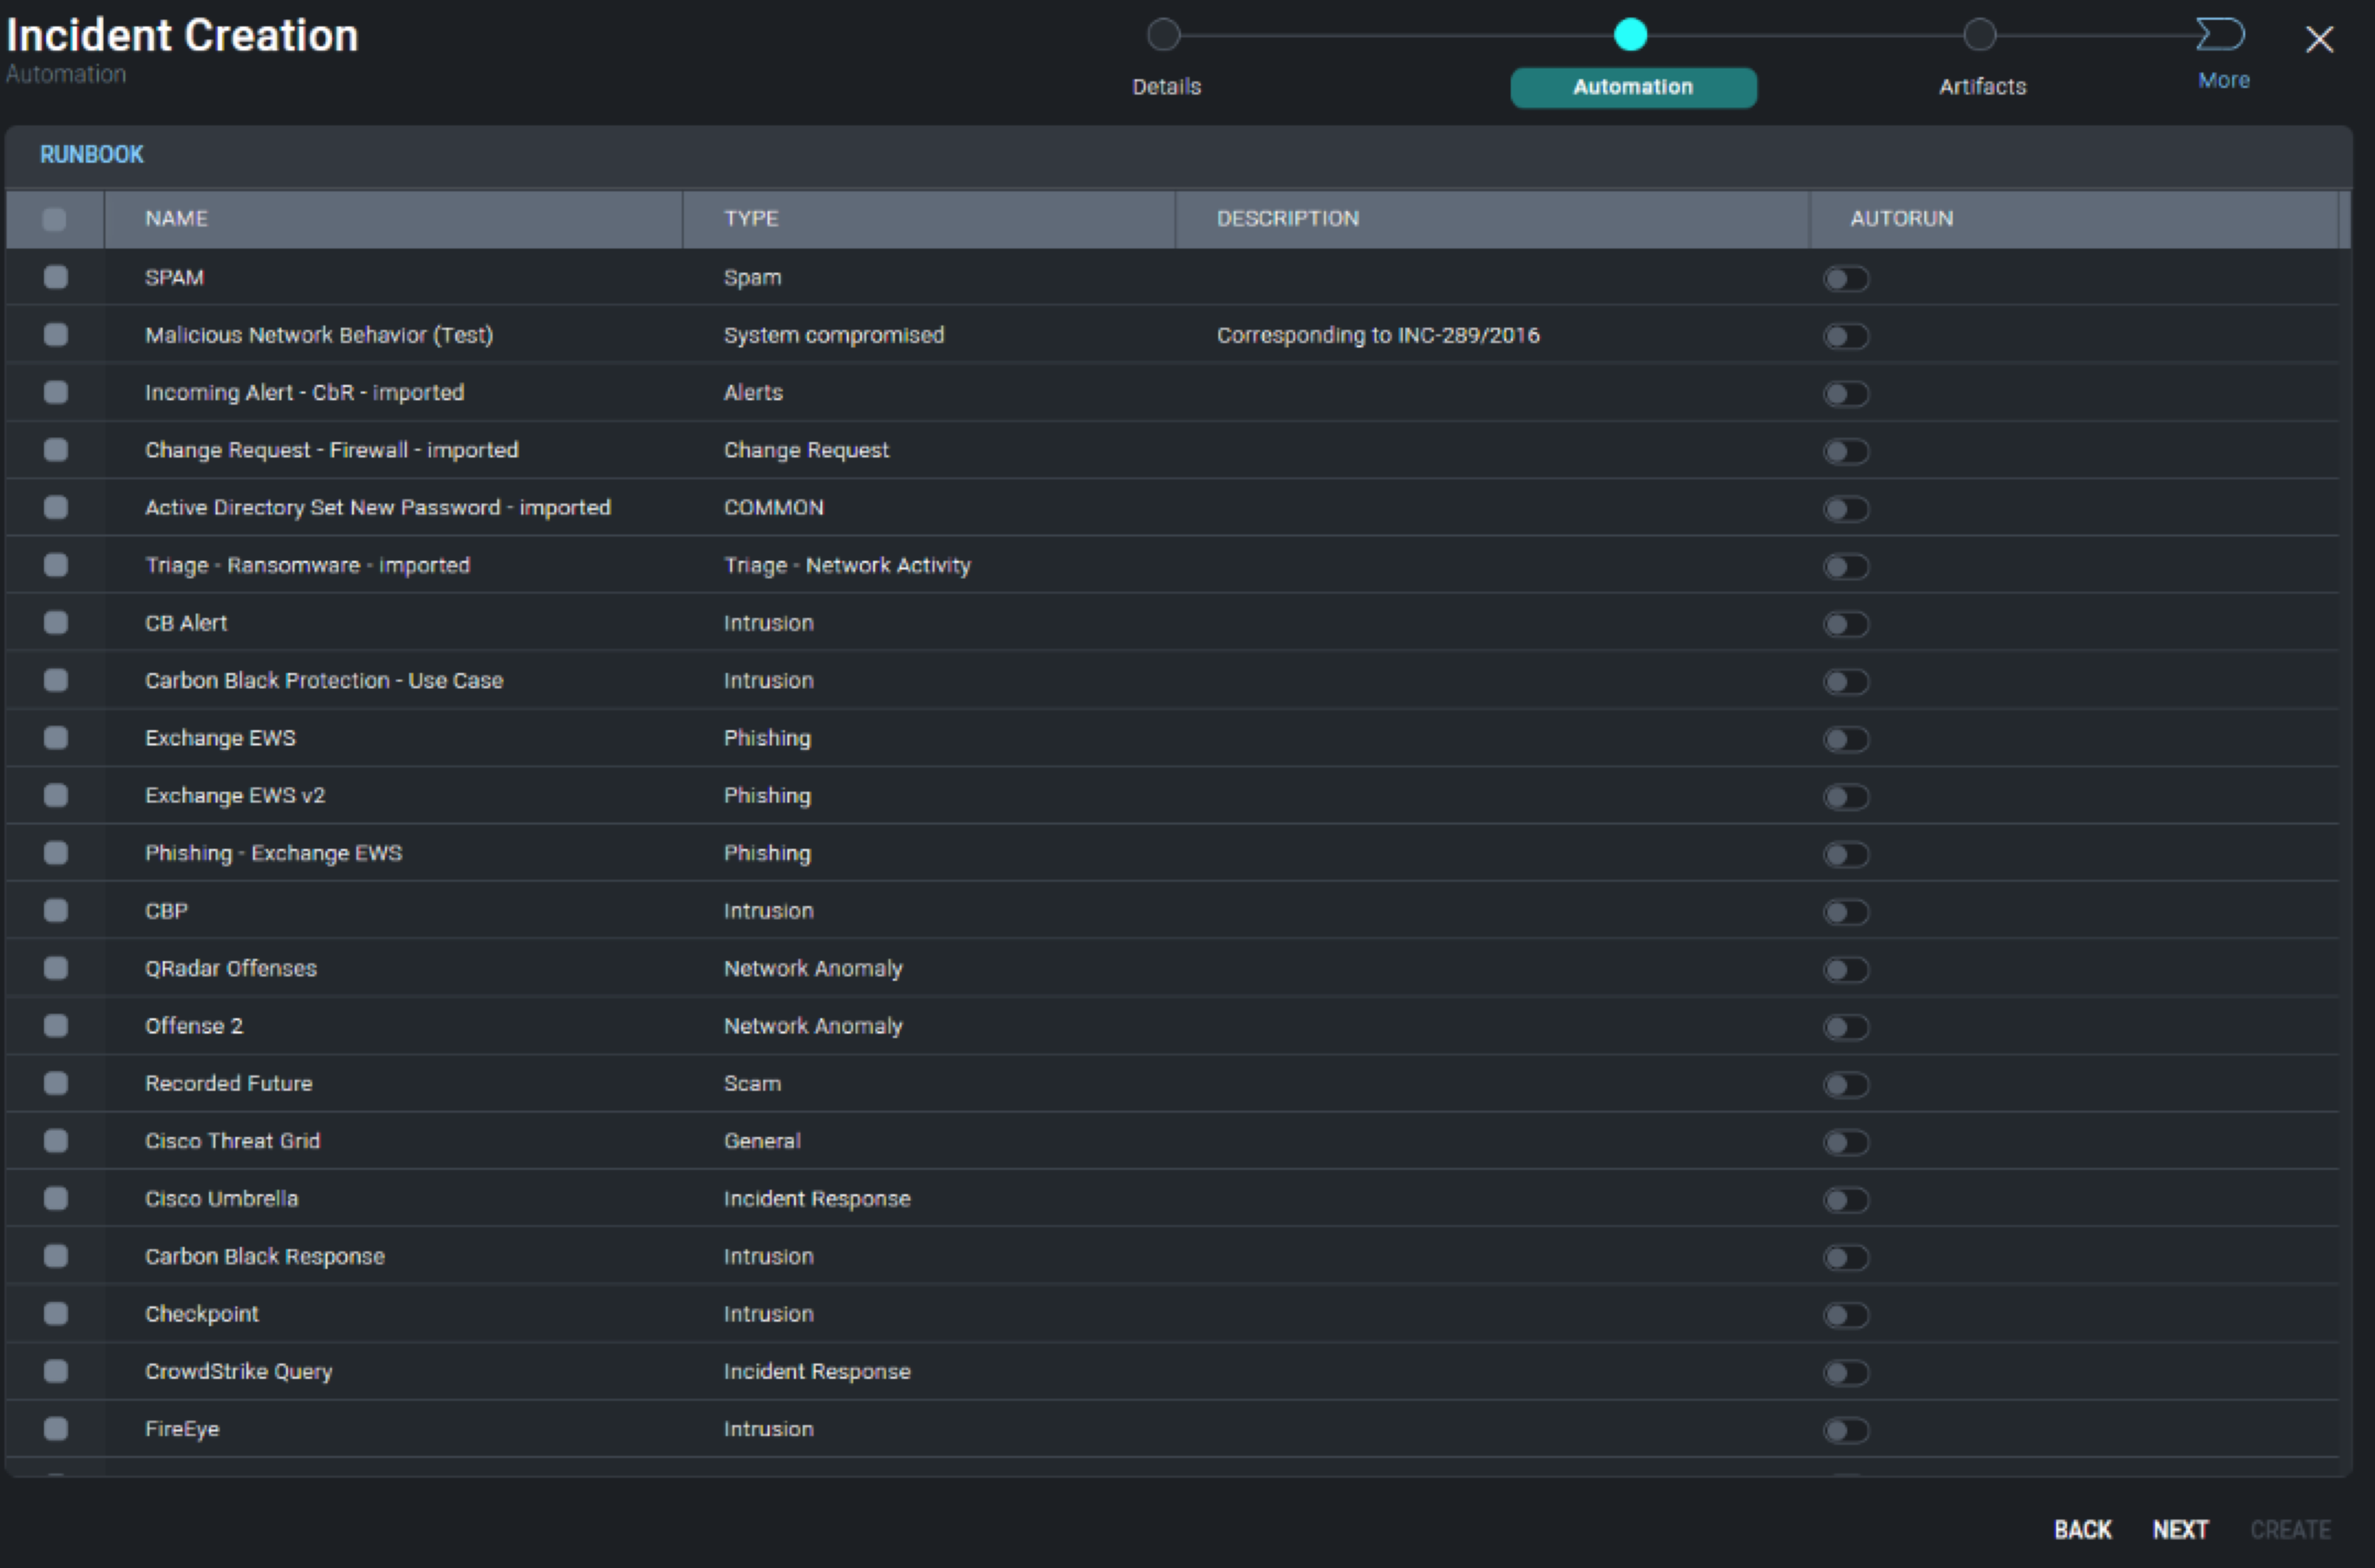 Incident Creation
Automation
Details
Automation
Artifacts
More
RUNBOOK
NAME TYPE DESCRIPTION AUTORUN
SPAM Spam
Malicious Network Behavior (Test) System compromised Corresponding to INC-289/2016
Incoming Alert - CbR - imported Alerts
Change Request - Firewall - imported Change Request
Active Directory Set New Password - imported COMMON
Triage - Ransomware - imported Triage - Network Activity
CB Alert Intrusion
Carbon Black Protection - Use Case Intrusion
Exchange EWS Phishing
Exchange EWS v2 Phishing
Phishing - Exchange EWS Phishing
CBP Intrusion
QRadar Offenses Network Anomaly
Offense 2 Network Anomaly
Recorded Future Scam
Cisco Threat Grid General
Cisco Umbrella Incident Response
Carbon Black Response Intrusion
Checkpoint Intrusion
CrowdStrike Query Incident Response
FireEye Intrusion
BACK NEXT CREATE